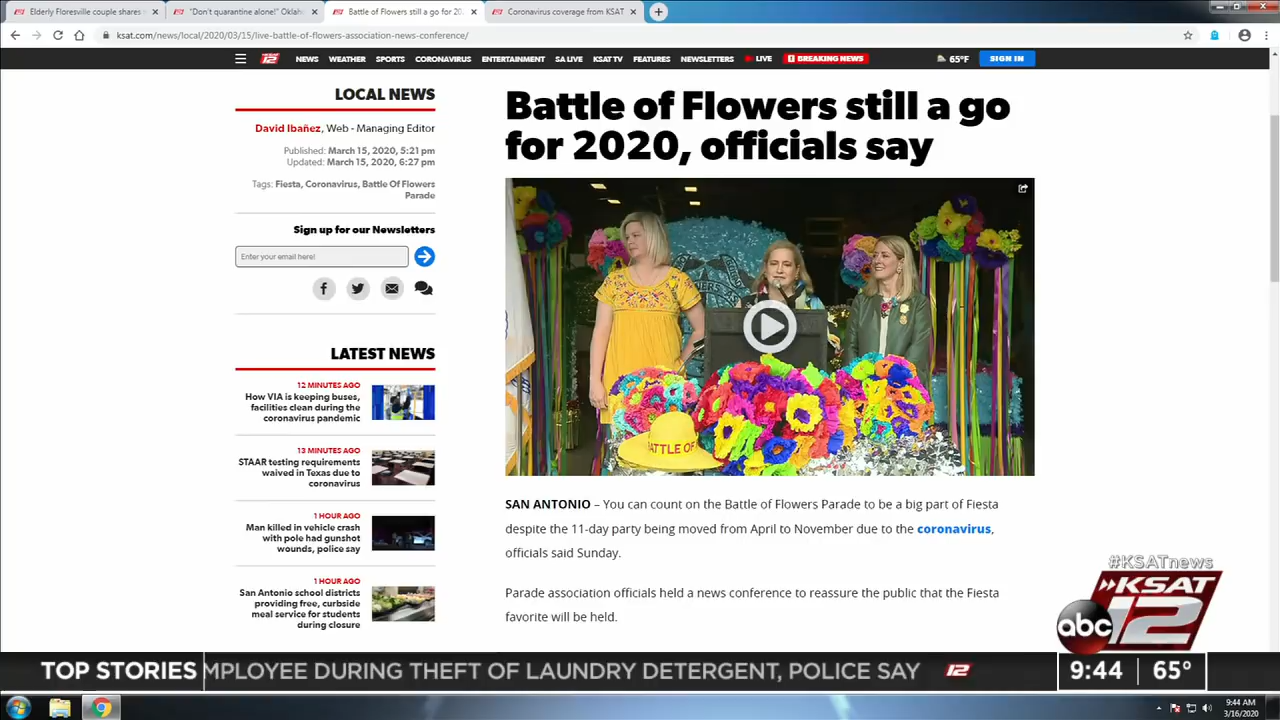 Elderly Floresville couple shares
"Don't quarantine alone!" Oklah
Battle of Flowers still a go for 20
Coronavirus coverage from KSAT
ksat.com/news/local/2020/03/15/live-battle-of-flowers-association-news-conference/
12 NEWS WEATHER SPORTS CORONAVIRUS ENTERTAINMENT SA LIVE KSAT TV FEATURES NEWSLETTERS LIVE BREAKING NEWS 65°F SIGN IN
LOCAL NEWS
David Ibañez, Web - Managing Editor
Published: March 15, 2020, 5:21 pm
Updated: March 15, 2020, 6:27 pm
Tags: Fiesta, Coronavirus, Battle Of Flowers
Parade
Sign up for our Newsletters
Enter your email here!
LATEST NEWS
12 MINUTES AGO
How VIA is keeping buses,
facilities clean during the
coronavirus pandemic
13 MINUTES AGO
STAAR testing requirements
waived in Texas due to
coronavirus
1 HOUR AGO
Man killed in vehicle crash
with pole had gunshot
wounds, police say
1 HOUR AGO
San Antonio school districts
providing free, curbside
meal service for students
during closure
Battle of Flowers still a go
for 2020, officials say
BATTLE OF
SAN ANTONIO – You can count on the Battle of Flowers Parade to be a big part of Fiesta
despite the 11-day party being moved from April to November due to the coronavirus,
officials said Sunday.
Parade association officials held a news conference to reassure the public that the Fiesta
favorite will be held.
#KSATnews
KSAT
abc 12
TOP STORIES MPLOYEE DURING THEFT OF LAUNDRY DETERGENT, POLICE SAY 12
9:44 65°
9:44 AM
3/16/2020